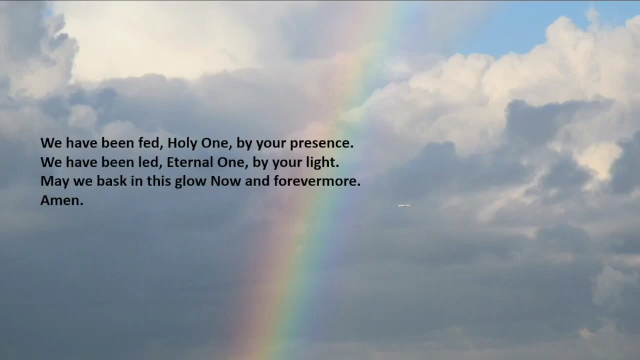 We have been fed, Holy One, by your presence.
We have been led, Eternal One, by your light.
May we bask in this glow Now and forevermore.
Amen.